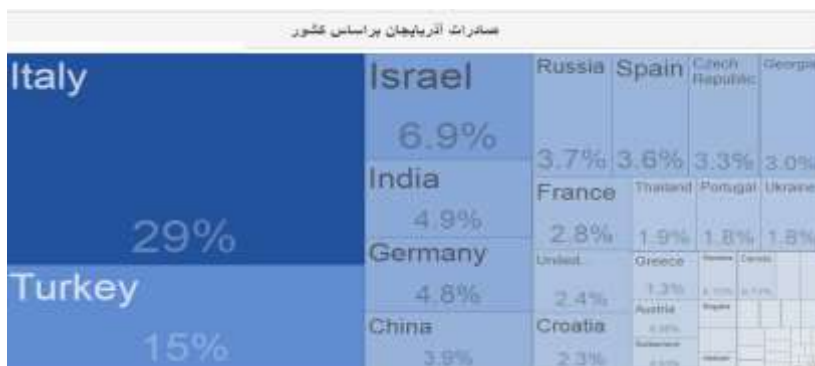 صادرات آذربایجان براساس کشور
Italy
29%
Turkey
15%
Israel
6.9%
India
4.9%
Germany
4.8%
China
3.9%
Russia
3.7%
Spain
3.6%
Czech
Republic
3.3%
Georgia
3.0%
France
2.8%
Thailand
1.9%
Portugal
1.8%
Ukraine
1.8%
United...
2.4%
Croatia
2.3%
Greece
1.3%
Austria
Canada